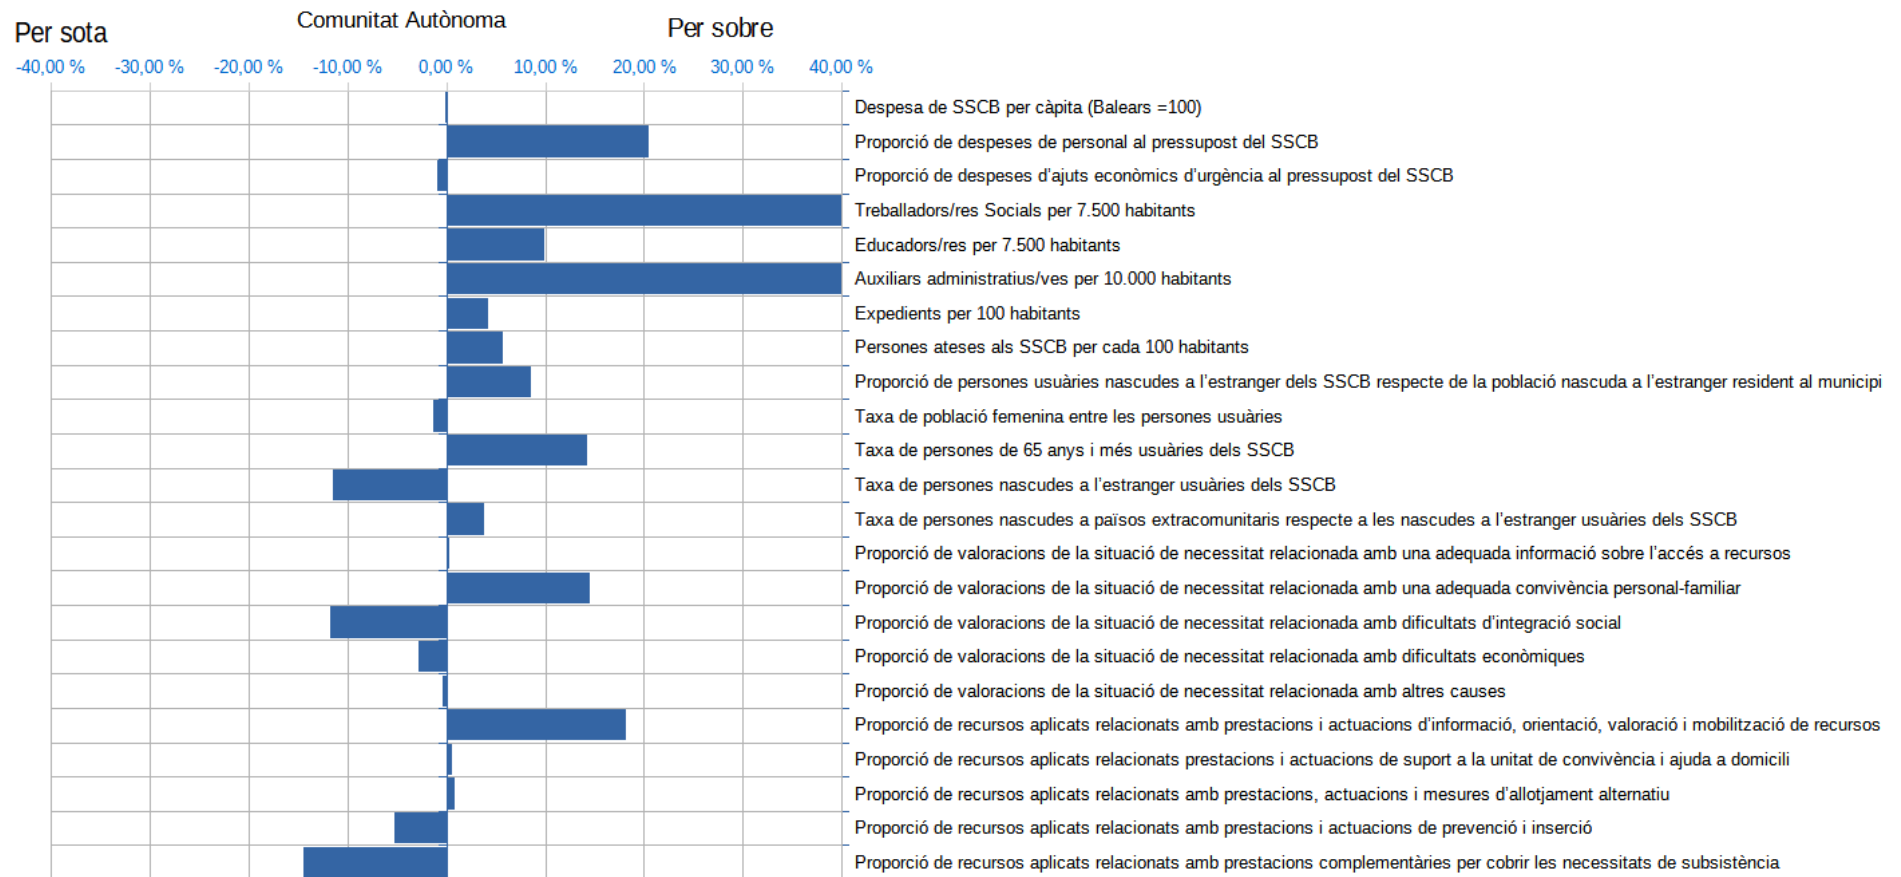 Per sota
Comunitat Autònoma
Per sobre
-40,00 % -30,00 % -20,00 % -10,00 % 0,00 % 10,00 % 20,00 % 30,00 % 40,00 %
Despesa de SSCB per càpita (Balears =100)
Proporció de despeses de personal al pressupost del SSCB
Proporció de despeses d’ajuts econòmics d’urgència al pressupost del SSCB
Treballadors/res Socials per 7.500 habitants
Educadors/res per 7.500 habitants
Auxiliars administratius/ves per 10.000 habitants
Expedients per 100 habitants
Persones ateses als SSCB per cada 100 habitants
Proporció de persones usuàries nascudes a l’estranger dels SSCB respecte de la població nascuda a l’estranger resident al municipi
Taxa de població femenina entre les persones usuàries
Taxa de persones de 65 anys i més usuàries dels SSCB
Taxa de persones nascudes a l’estranger usuàries dels SSCB
Taxa de persones nascudes a països extracomunitaris respecte a les nascudes a l’estranger usuàries dels SSCB
Proporció de valoracions de la situació de necessitat relacionada amb una adequada informació sobre l’accés a recursos
Proporció de valoracions de la situació de necessitat relacionada amb una adequada convivència personal-familiar
Proporció de valoracions de la situació de necessitat relacionada amb dificultats d’integració social
Proporció de valoracions de la situació de necessitat relacionada amb dificultats econòmiques
Proporció de valoracions de la situació de necessitat relacionada amb altres causes
Proporció de recursos aplicats relacionats amb prestacions i actuacions d’informació, orientació, valoració i mobilització de recursos
Proporció de recursos aplicats relacionats prestacions i actuacions de suport a la unitat de convivència i ajuda a domicili
Proporció de recursos aplicats relacionats amb prestacions, actuacions i mesures d’allotjament alternatiu
Proporció de recursos aplicats relacionats amb prestacions i actuacions de prevenció i inserció
Proporció de recursos aplicats relacionats amb prestacions complementàries per cobrir les necessitats de subsistència